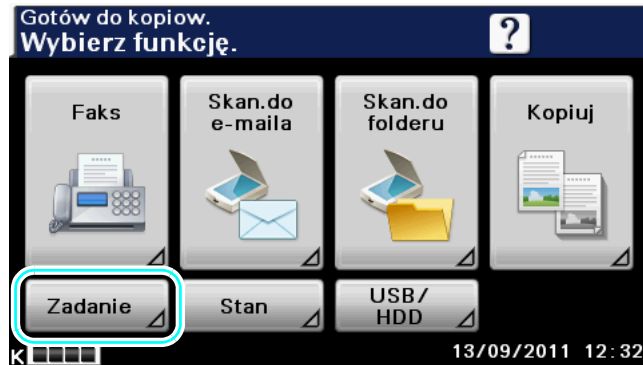 Gotów do kopiow.
Wybierz funkcję.
?
Faks
Skan.do
e-maila
Skan.do
folderu
Kopiuj
Zadanie
Stan
USB/
HDD
K
13/09/2011 12:32